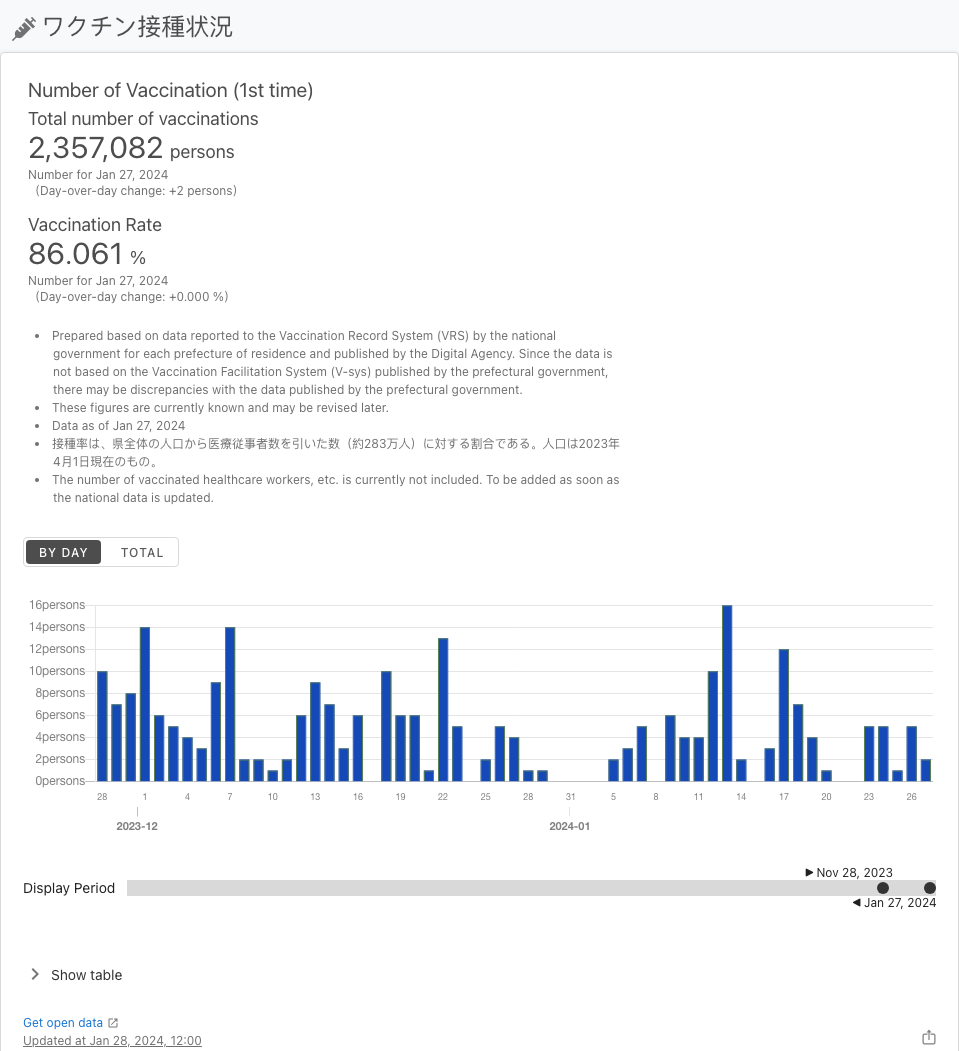 ワクチン接種状況
Number of Vaccination (1st time)
Total number of vaccinations
2,357,082 persons
Number for Jan 27, 2024
(Day-over-day change: +2 persons)
Vaccination Rate
86.061 %
Number for Jan 27, 2024
(Day-over-day change: +0.000 %)
• Prepared based on data reported to the Vaccination Record System (VRS) by the national
government for each prefecture of residence and published by the Digital Agency. Since the data is
not based on the Vaccination Facilitation System (V-sys) published by the prefectural government,
there may be discrepancies with the data published by the prefectural government.
• These figures are currently known and may be revised later.
• Data as of Jan 27, 2024
• 接種率は、県全体の人口から医療従事者数を引いた数（約283万人）に対する割合である。人口は2023年
4月1日現在のもの。
• The number of vaccinated healthcare workers, etc. is currently not included. To be added as soon as
the national data is updated.
BY DAY TOTAL
16persons
14persons
12persons
10persons
8persons
6persons
4persons
2persons
0persons
28 1 4 7 10 13 16 19 22 25 28 31 5 8 11 14 17 20 23 26
2023-12 2024-01
Nov 28, 2023
Display Period
Jan 27, 2024
Show table
Get open data
Updated at Jan 28, 2024, 12:00